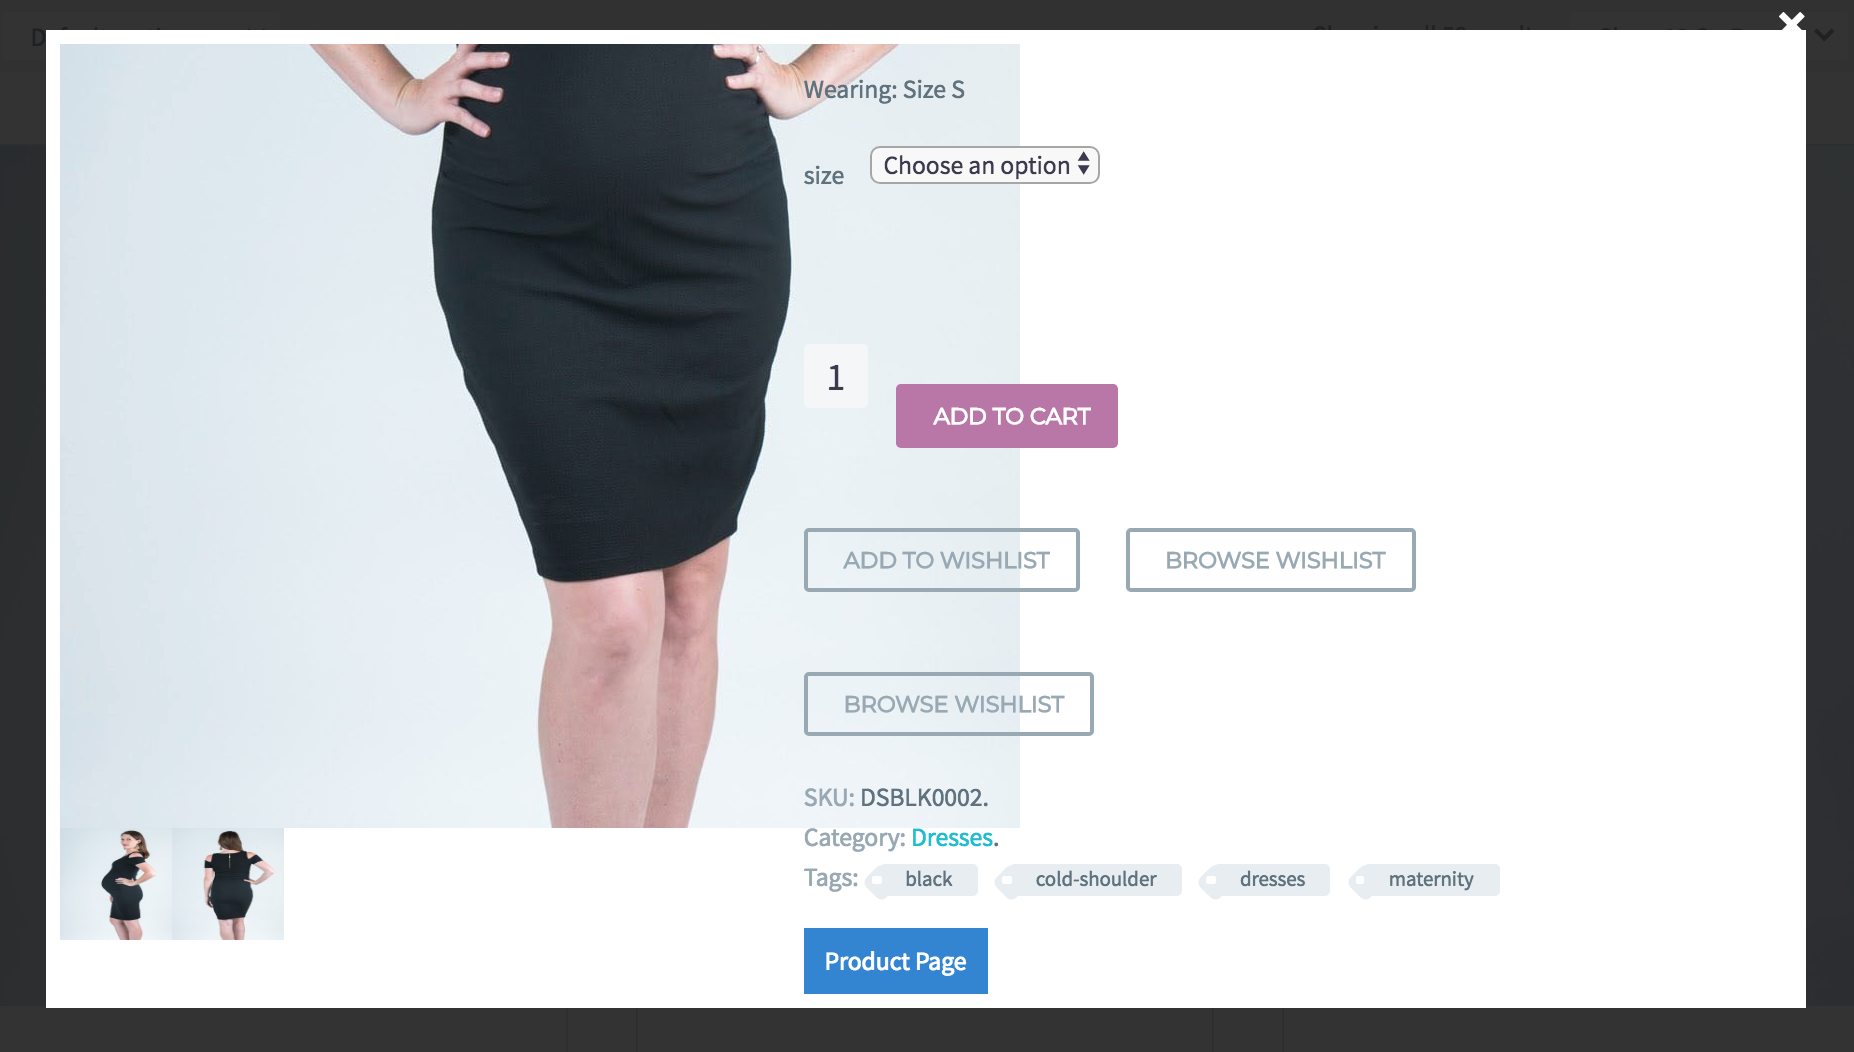 Wearing: Size S
size Choose an option
1
ADD TO CART
ADD TO WISHLIST BROWSE WISHLIST
BROWSE WISHLIST
SKU: DSBLK0002.
Category: Dresses.
Tags: black cold-shoulder dresses maternity
Product Page